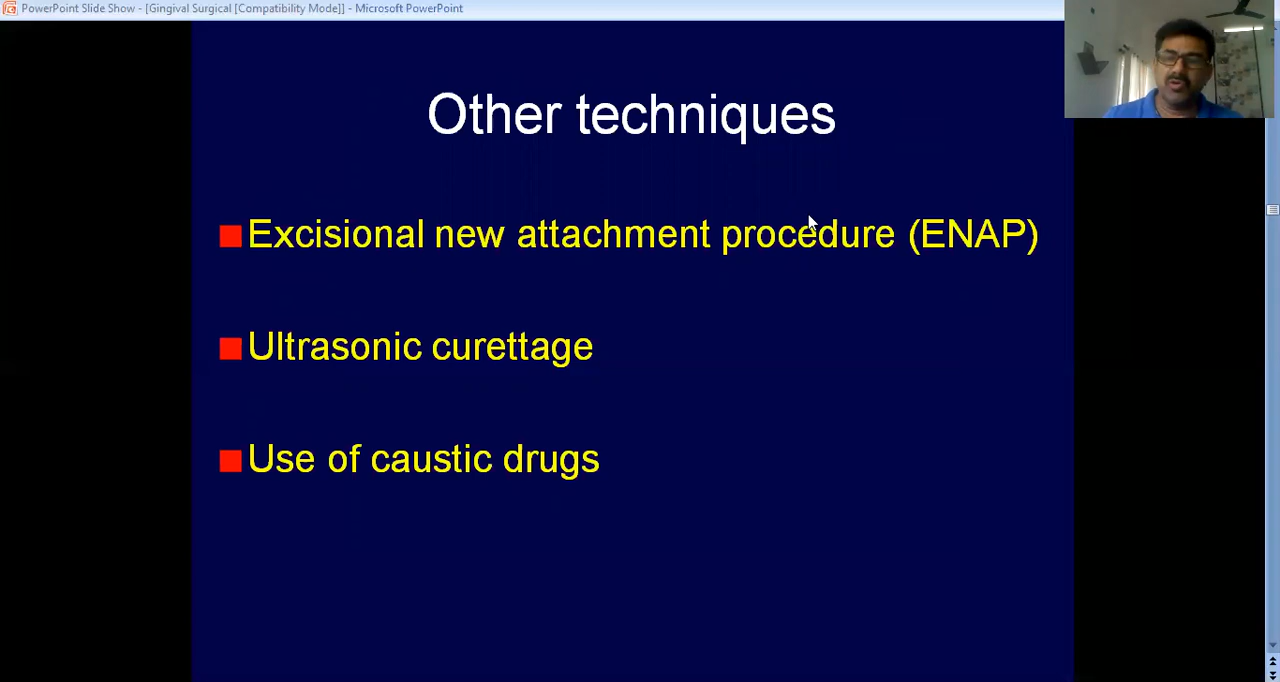 PowerPoint Slide Show - [Gingival Surgical [Compatibility Mode]] - Microsoft PowerPoint
Other techniques
Excisional new attachment procedure (ENAP)
Ultrasonic curettage
Use of caustic drugs